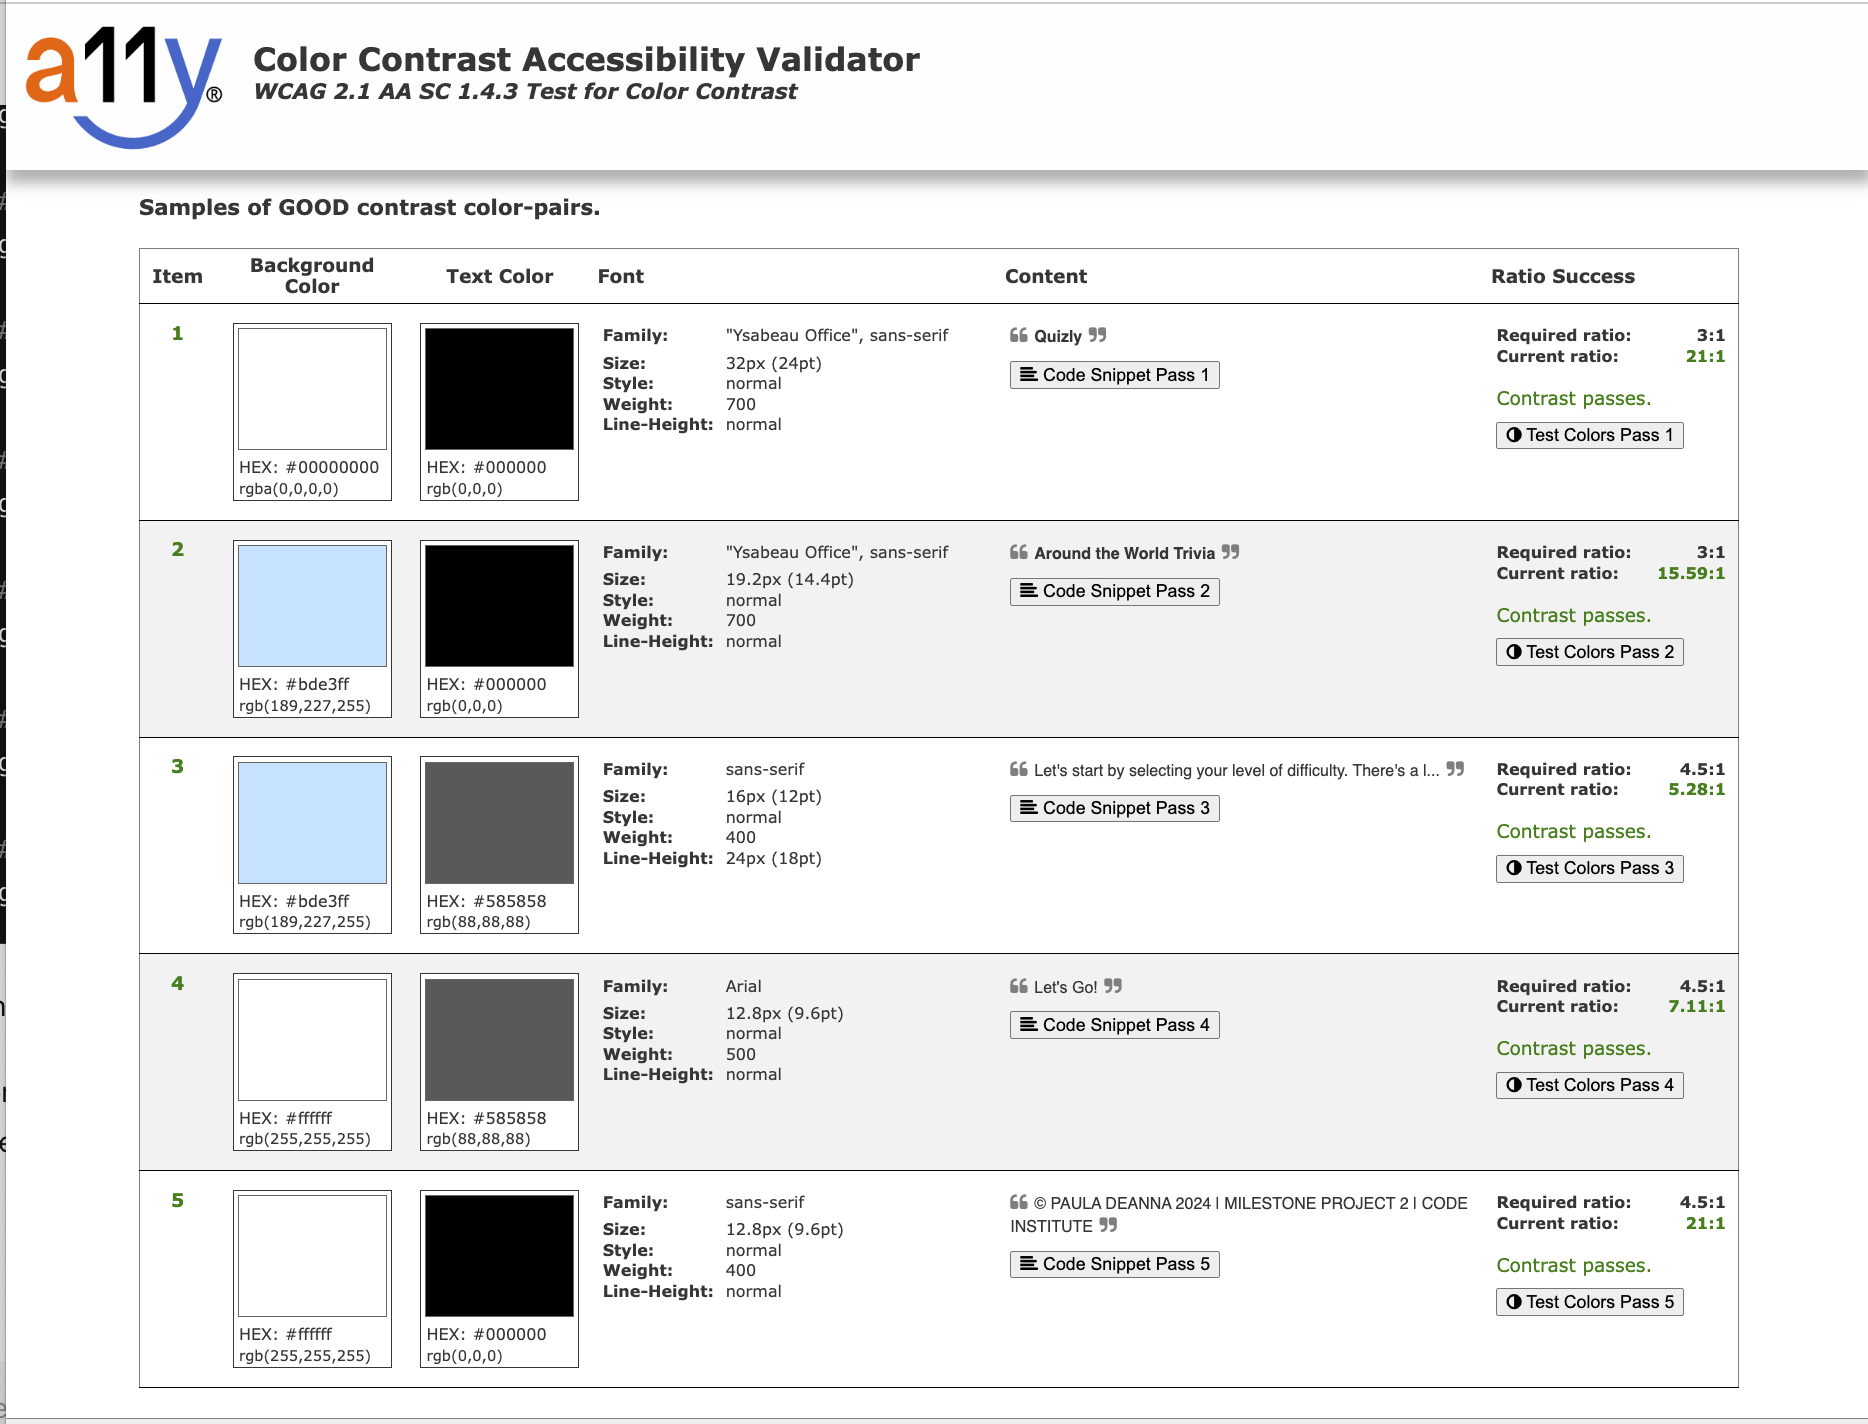 a11y®
Color Contrast Accessibility Validator
WCAG 2.1 AA SC 1.4.3 Test for Color Contrast
Samples of GOOD contrast color-pairs.
Item Background Color Text Color Font Content Ratio Success
1
HEX: #00000000
rgba(0,0,0,0)
HEX: #000000
rgb(0,0,0)
Family: "Ysabeau Office", sans-serif
Size: 32px (24pt)
Style: normal
Weight: 700
Line-Height: normal
❝ Quizly ❞
Code Snippet Pass 1
Required ratio: 3:1
Current ratio: 21:1
Contrast passes.
Test Colors Pass 1
2
HEX: #bde3ff
rgb(189,227,255)
HEX: #000000
rgb(0,0,0)
Family: "Ysabeau Office", sans-serif
Size: 19.2px (14.4pt)
Style: normal
Weight: 700
Line-Height: normal
❝ Around the World Trivia ❞
Code Snippet Pass 2
Required ratio: 3:1
Current ratio: 15.59:1
Contrast passes.
Test Colors Pass 2
3
HEX: #bde3ff
rgb(189,227,255)
HEX: #585858
rgb(88,88,88)
Family: sans-serif
Size: 16px (12pt)
Style: normal
Weight: 400
Line-Height: 24px (18pt)
❝ Let's start by selecting your level of difficulty. There's a l... ❞
Code Snippet Pass 3
Required ratio: 4.5:1
Current ratio: 5.28:1
Contrast passes.
Test Colors Pass 3
4
HEX: #ffffff
rgb(255,255,255)
HEX: #585858
rgb(88,88,88)
Family: Arial
Size: 12.8px (9.6pt)
Style: normal
Weight: 500
Line-Height: normal
❝ Let's Go! ❞
Code Snippet Pass 4
Required ratio: 4.5:1
Current ratio: 7.11:1
Contrast passes.
Test Colors Pass 4
5
HEX: #ffffff
rgb(255,255,255)
HEX: #000000
rgb(0,0,0)
Family: sans-serif
Size: 12.8px (9.6pt)
Style: normal
Weight: 400
Line-Height: normal
❝ © PAULA DEANNA 2024 | MILESTONE PROJECT 2 | CODE
INSTITUTE ❞
Code Snippet Pass 5
Required ratio: 4.5:1
Current ratio: 21:1
Contrast passes.
Test Colors Pass 5